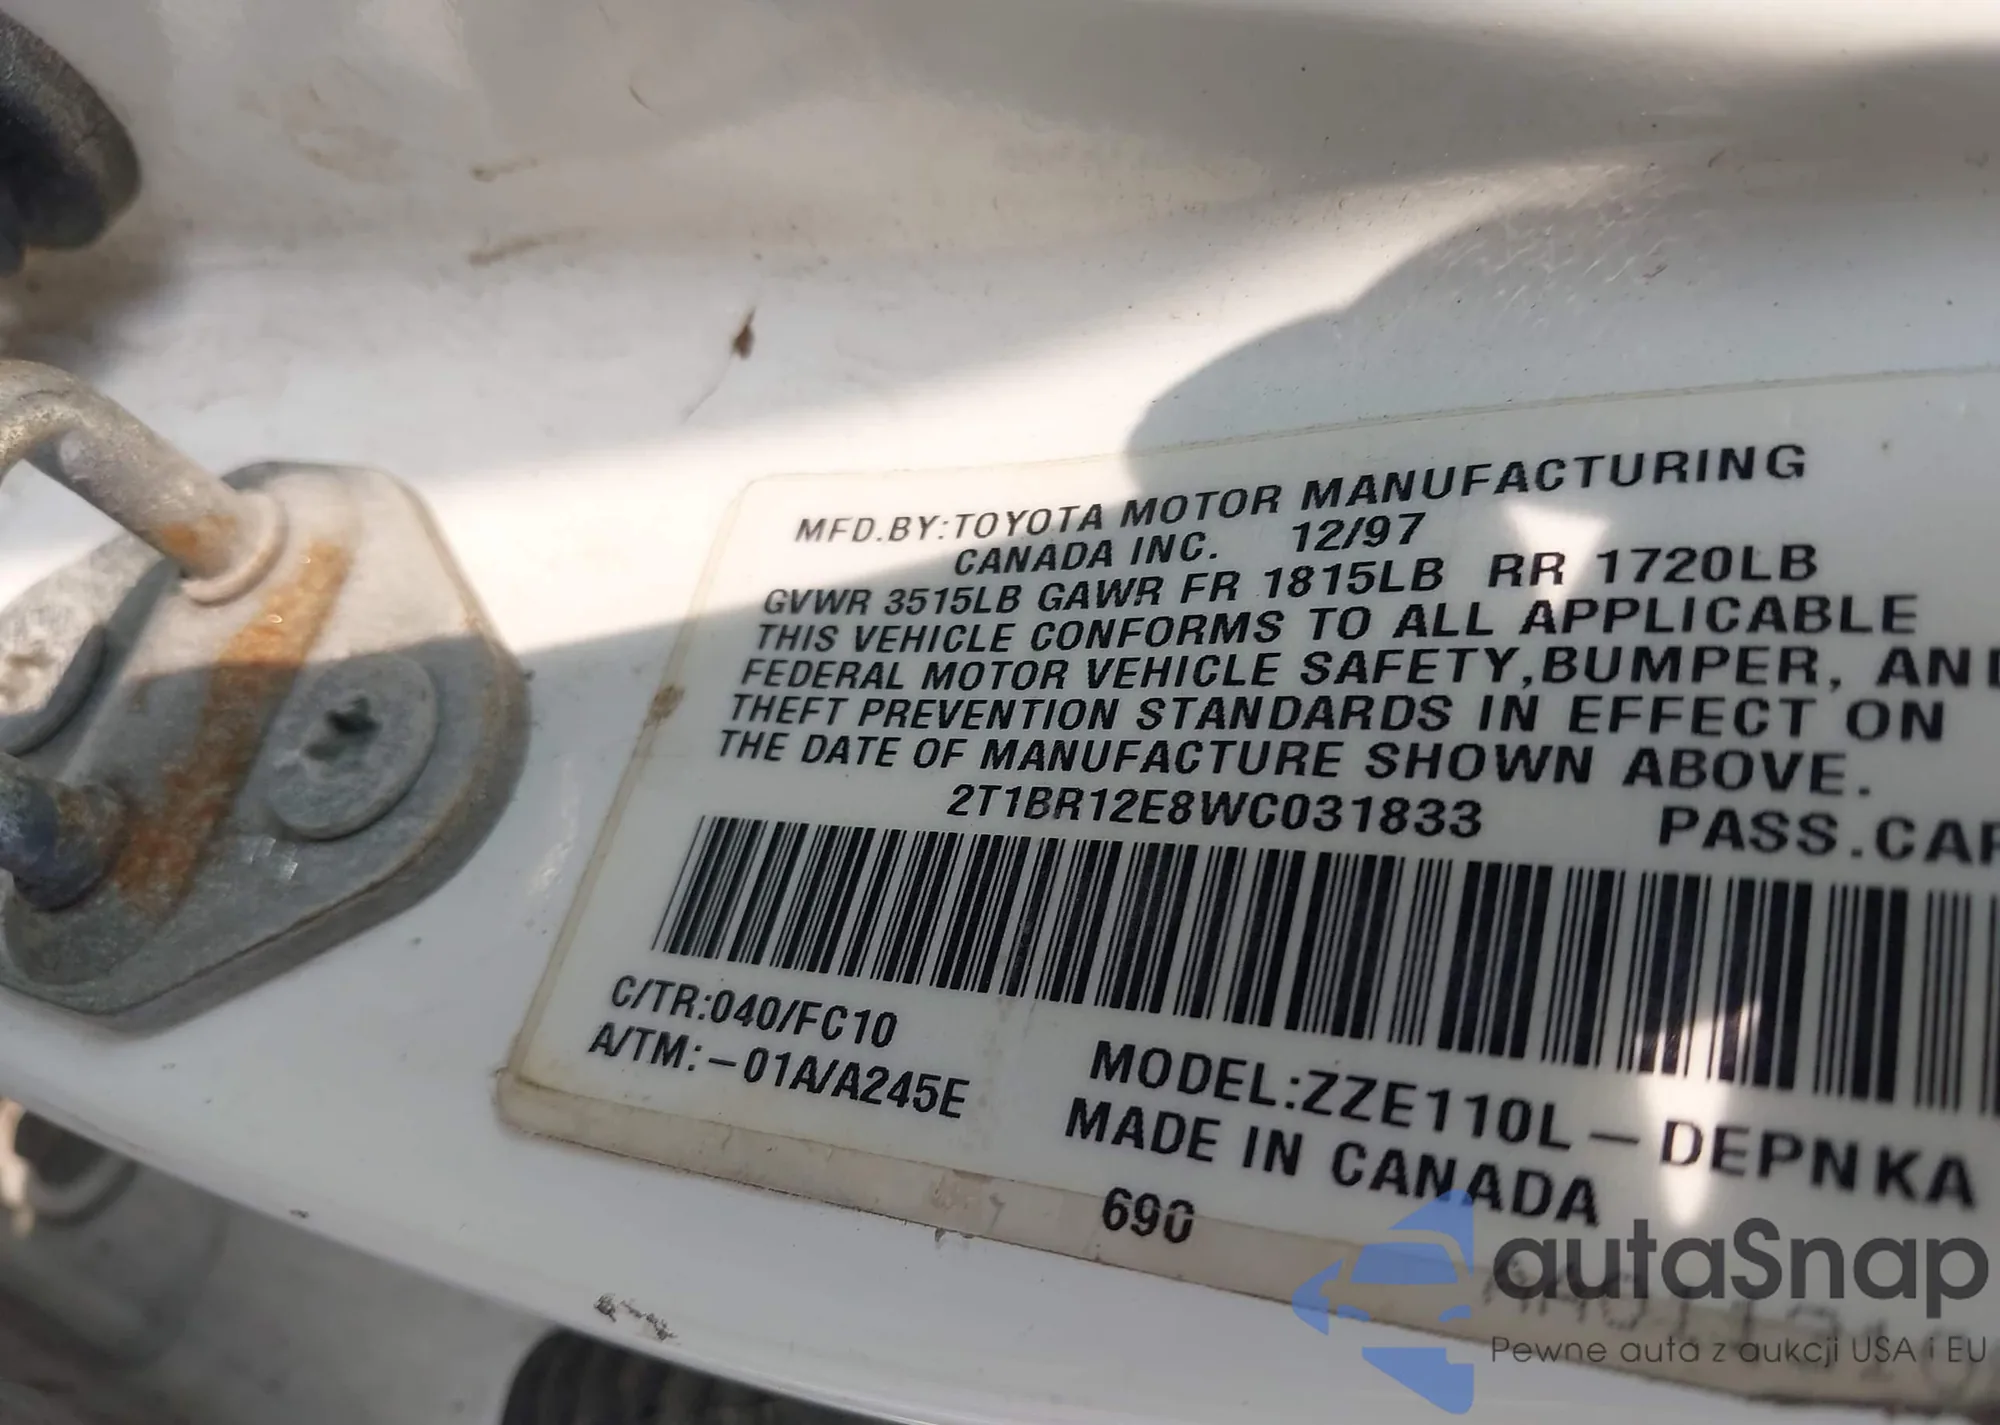 MFD.BY:TOYOTA MOTOR MANUFACTURING
CANADA INC. 12/97
GVWR 3515LB GAWR FR 1815LB RR 1720LB
THIS VEHICLE CONFORMS TO ALL APPLICABLE
FEDERAL MOTOR VEHICLE SAFETY,BUMPER, AND
THEFT PREVENTION STANDARDS IN EFFECT ON
THE DATE OF MANUFACTURE SHOWN ABOVE.
2T1BR12E8WC031833 PASS.CAR
C/TR:040/FC10
A/TM:-01A/A245E
MODEL:ZZE110L-DEPNKA
MADE IN CANADA
690
autaSnap
Pewne auta z aukcji USA i EU